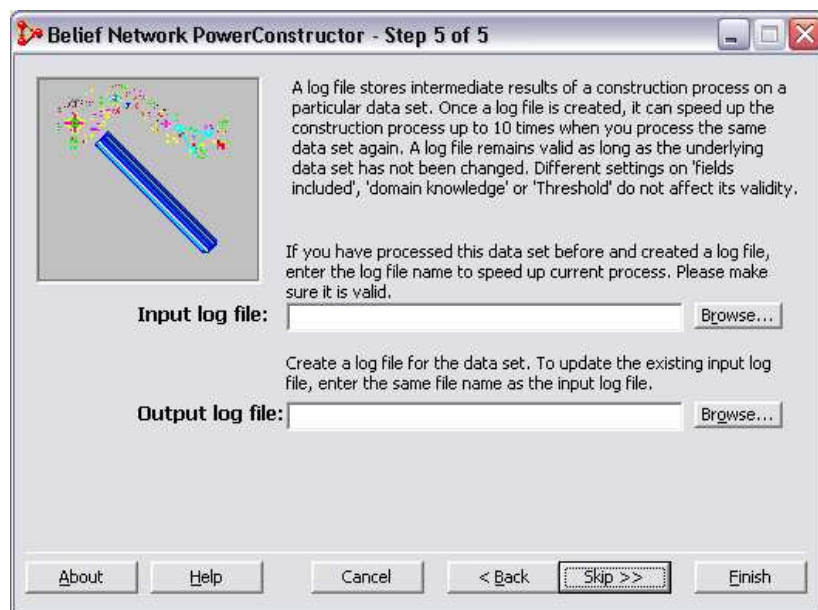 Belief Network PowerConstructor - Step 5 of 5
A log file stores intermediate results of a construction process on a
particular data set. Once a log file is created, it can speed up the
construction process up to 10 times when you process the same
data set again. A log file remains valid as long as the underlying
data set has not been changed. Different settings on 'fields
included', 'domain knowledge' or 'Threshold' do not affect its validity.
If you have processed this data set before and created a log file,
enter the log file name to speed up current process. Please make
sure it is valid.
Input log file:
Browse...
Create a log file for the data set. To update the existing input log
file, enter the same file name as the input log file.
Output log file:
Browse...
About
Help
Cancel
< Back
Skip >>
Finish